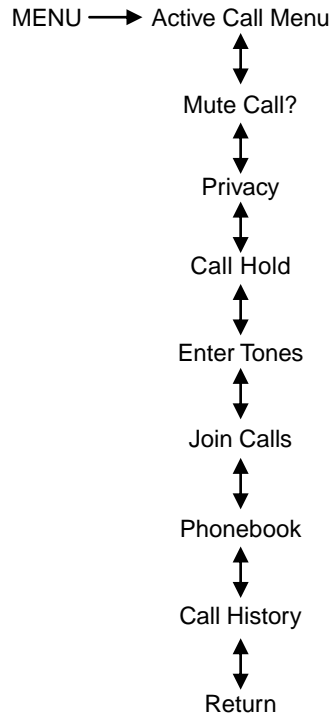 MENU Active Call Menu
Mute Call?
Privacy
Call Hold
Enter Tones
Join Calls
Phonebook
Call History
Return